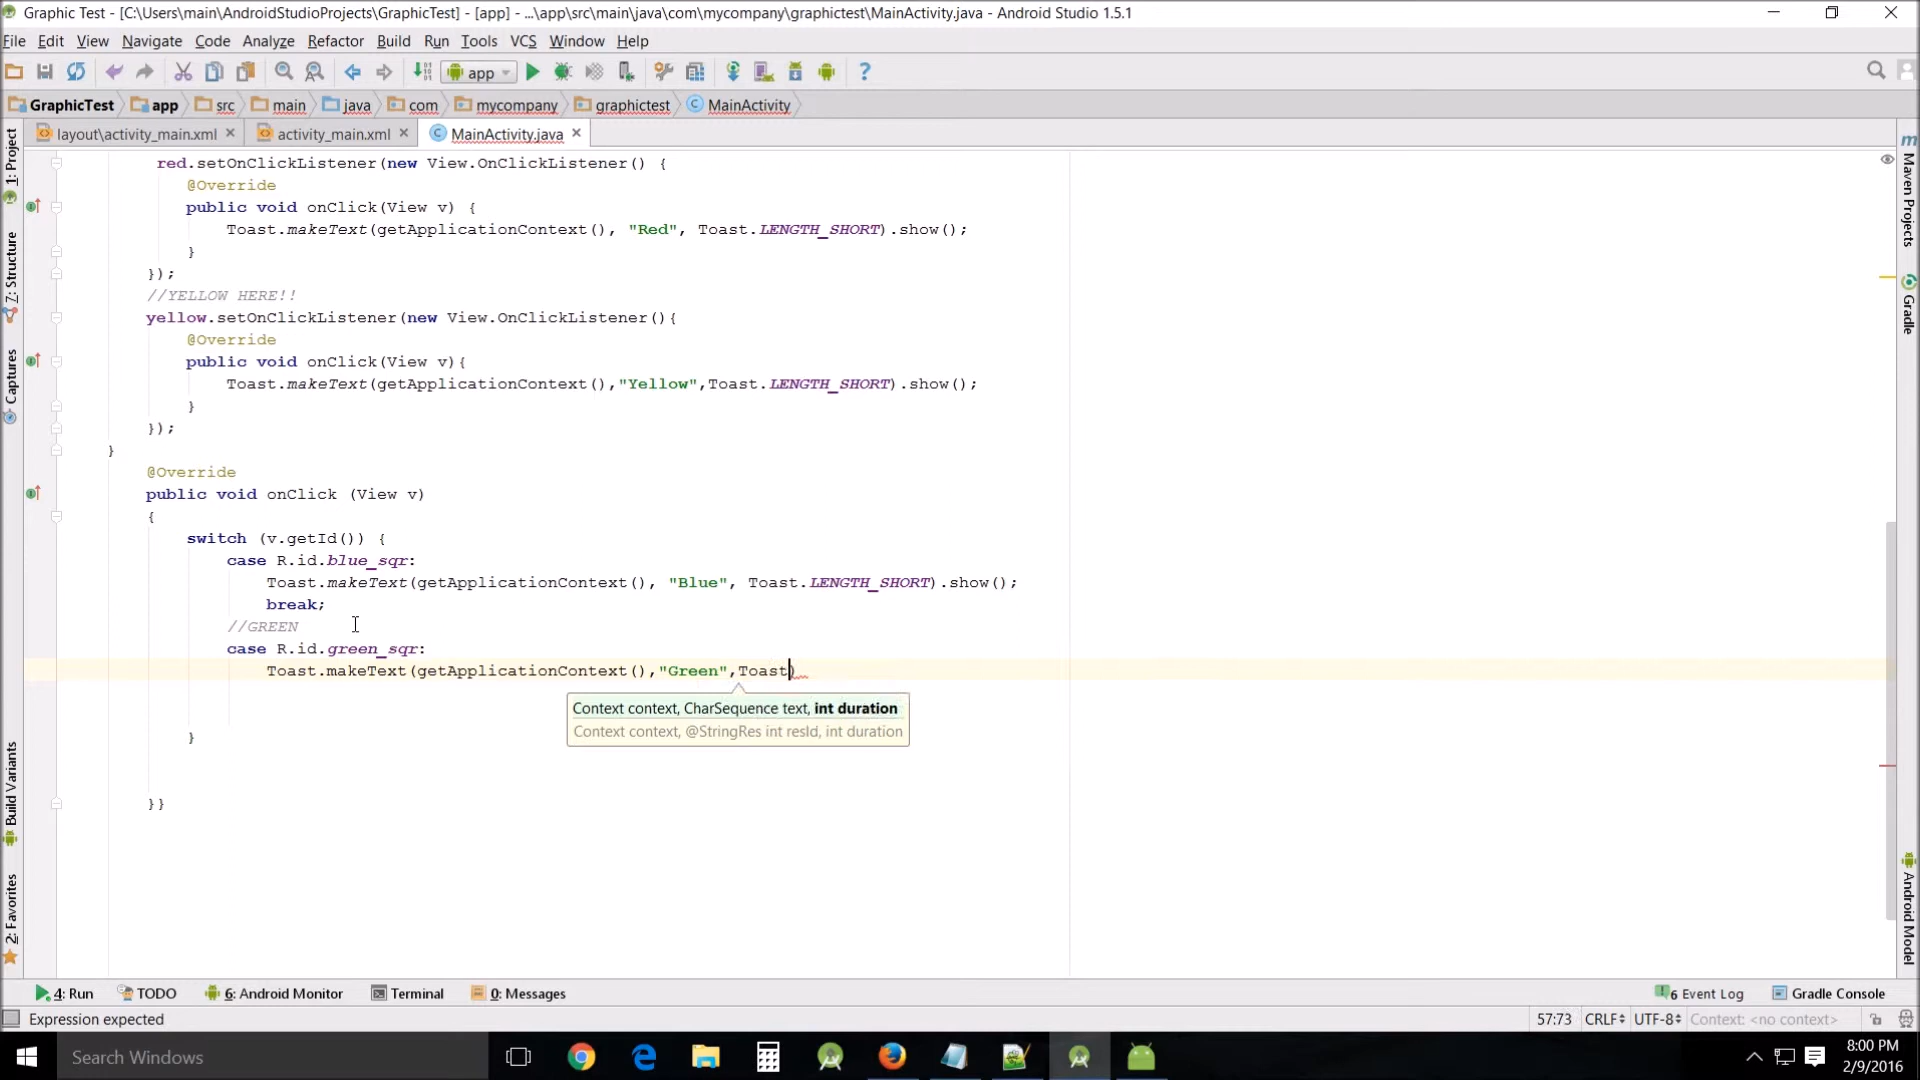 Graphic Test - [C:\Users\main\AndroidStudioProjects\GraphicTest] - [app] - ...\app\src\main\java\com\mycompany\graphictest\MainActivity.java - Android Studio 1.5.1
File Edit View Navigate Code Analyze Refactor Build Run Tools VCS Window Help
app
GraphicTest app src main java com mycompany graphictest MainActivity
layout\activity_main.xml activity_main.xml MainActivity.java
red.setOnClickListener(new View.OnClickListener() {
@Override
public void onClick(View v) {
Toast.makeText(getApplicationContext(), "Red", Toast.LENGTH_SHORT).show();
}
});
//YELLOW HERE!!
yellow.setOnClickListener(new View.OnClickListener(){
@Override
public void onClick(View v){
Toast.makeText(getApplicationContext(),"Yellow",Toast.LENGTH_SHORT).show();
}
});
}
@Override
public void onClick (View v)
{
switch (v.getId()) {
case R.id.blue_sqr:
Toast.makeText(getApplicationContext(), "Blue", Toast.LENGTH_SHORT).show();
break;
//GREEN
case R.id.green_sqr:
Toast.makeText(getApplicationContext(),"Green",Toast)
Context context, CharSequence text, int duration
Context context, @StringRes int resId, int duration
}
}}
1: Project
7: Structure
Captures
Build Variants
2: Favorites
Maven Projects
Gradle
Android Model
4: Run TODO 6: Android Monitor Terminal 0: Messages 6 Event Log Gradle Console
Expression expected 57:73 CRLF UTF-8 Context: <no context>
Search Windows
8:00 PM
2/9/2016